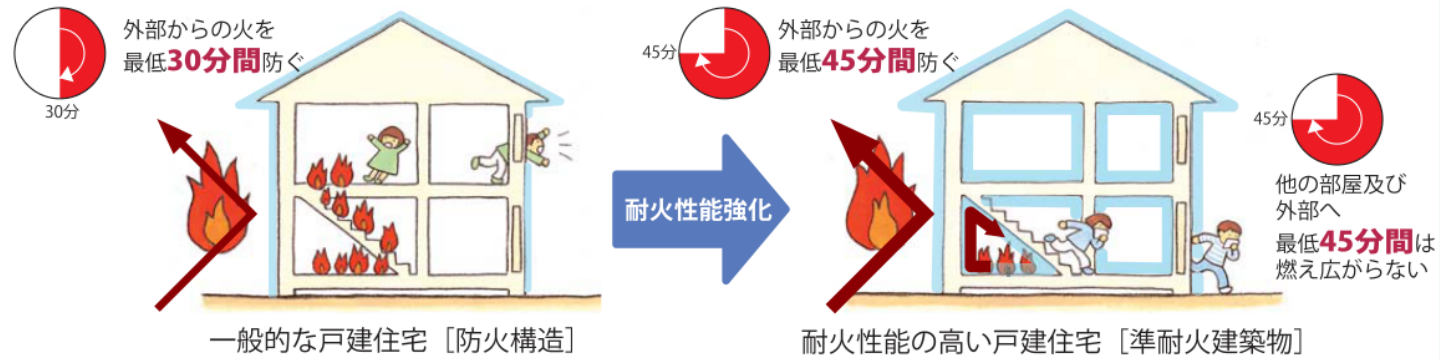 外部からの火を
最低30分間防ぐ
30分
一般的な戸建住宅［防火構造］
耐火性能強化
45分
外部からの火を
最低45分間防ぐ
45分
他の部屋及び
外部へ
最低45分間は
燃え広がらない
耐火性能の高い戸建住宅［準耐火建築物］